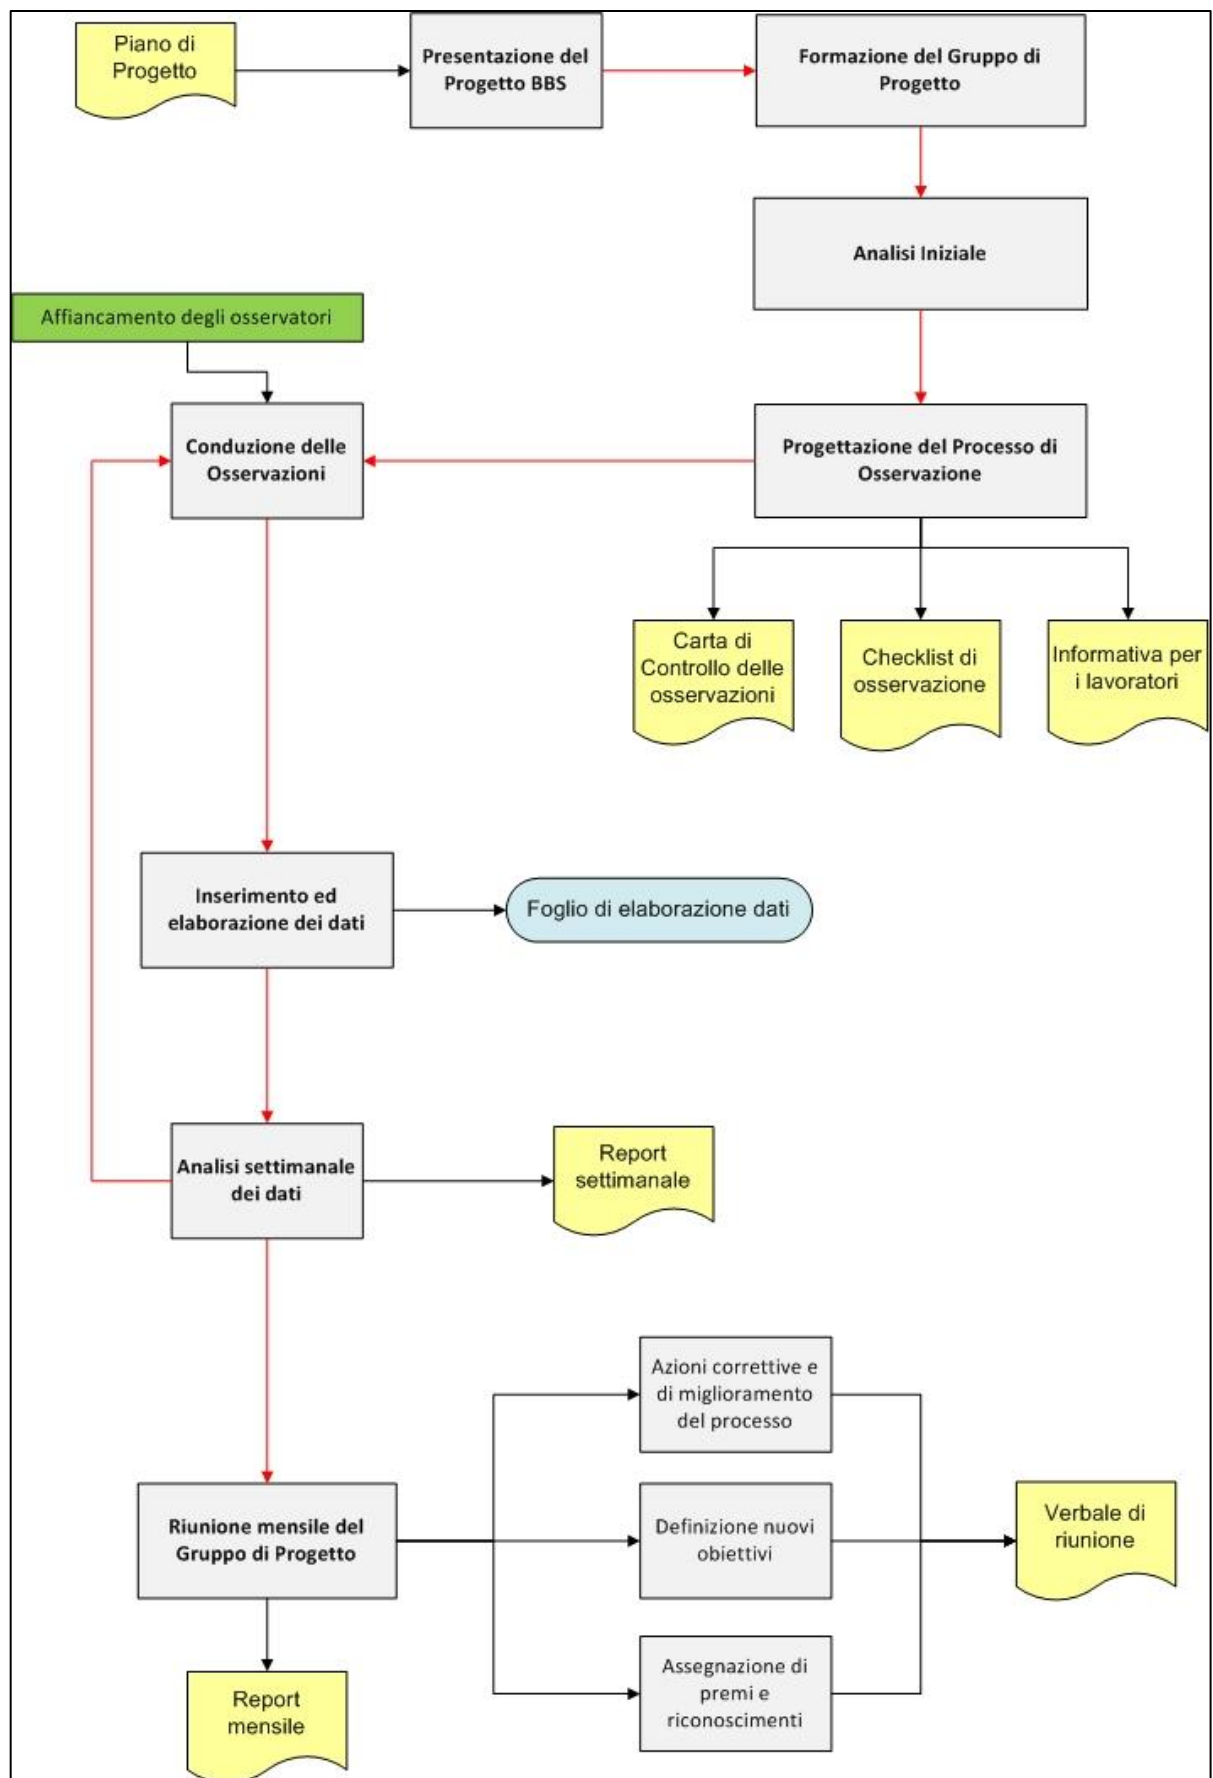 Piano di
Progetto
Presentazione del
Progetto BBS
Formazione del Gruppo di
Progetto
Analisi Iniziale
Affiancamento degli osservatori
Conduzione delle
Osservazioni
Progettazione del Processo di
Osservazione
Carta di
Controllo delle
osservazioni
Checklist di
osservazione
Informativa per
i lavoratori
Inserimento ed
elaborazione dei dati
Foglio di elaborazione dati
Analisi settimanale
dei dati
Report
settimanale
Azioni correttive e
di miglioramento
del processo
Riunione mensile del
Gruppo di Progetto
Definizione nuovi
obiettivi
Verbale di
riunione
Assegnazione di
premi e
riconoscimenti
Report
mensile